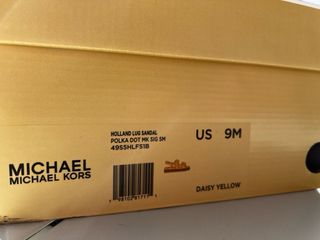 HOLLAND LUG SANDAL
POLKA DOT MK SIG SM
49S5HLFS1B
US 9M
MICHAEL
MICHAEL KORS
DAISY YELLOW